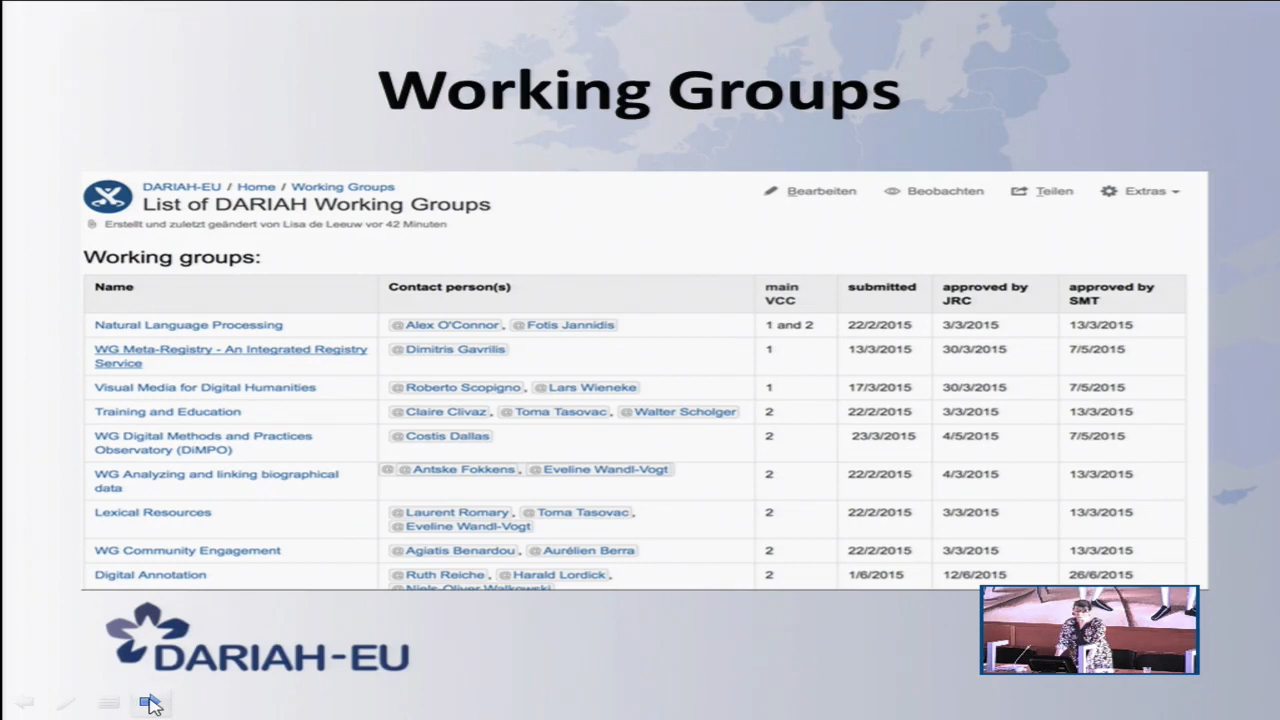 Working Groups
DARIAH-EU / Home / Working Groups
List of DARIAH Working Groups
Bearbeiten Beobachten Teilen Extras
Erstellt und zuletzt geändert von Lisa de Leeuw vor 42 Minuten
Working groups:
Name Contact person(s) main VCC submitted approved by JRC approved by SMT
Natural Language Processing @Alex O'Connor, @Fotis Jannidis 1 and 2 22/2/2015 3/3/2015 13/3/2015
WG Meta-Registry - An Integrated Registry Service @Dimitris Gavrilis 1 13/3/2015 30/3/2015 7/5/2015
Visual Media for Digital Humanities @Roberto Scopigno, @Lars Wieneke 1 17/3/2015 30/3/2015 7/5/2015
Training and Education @Claire Clivaz, @Toma Tasovac, @Walter Scholger 2 22/2/2015 3/3/2015 13/3/2015
WG Digital Methods and Practices Observatory (DiMPO) @Costis Dallas 2 23/3/2015 4/5/2015 7/5/2015
WG Analyzing and linking biographical data @ @Antske Fokkens, @Eveline Wandl-Vogt 2 22/2/2015 4/3/2015 13/3/2015
Lexical Resources @Laurent Romary, @Toma Tasovac, @Eveline Wandl-Vogt 2 22/2/2015 3/3/2015 13/3/2015
WG Community Engagement @Agiatis Benardou, @Aurélien Berra 2 22/2/2015 3/3/2015 13/3/2015
Digital Annotation @Ruth Reiche, @Harald Lordick, @Niels-Oliver Walkowski 2 1/6/2015 12/6/2015 26/6/2015
DARIAH-EU